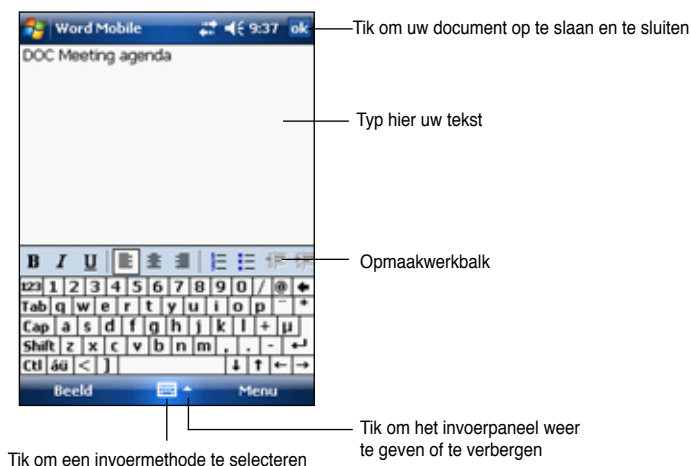 Word Mobile 9:37 ok
Tik om uw document op te slaan en te sluiten
DOC Meeting agenda
Typ hier uw tekst
B I U
Opmaakwerkbalk
123 1 2 3 4 5 6 7 8 9 0 / @
Tab q w e r t y u i o p ¨ *
Cap a s d f g h j k l + µ
Shift z x c v b n m , . - ↵
Ctl áü < ] ↓ ↑ ← →
Beeld Menu
Tik om het invoerpaneel weer
te geven of te verbergen
Tik om een invoermethode te selecteren